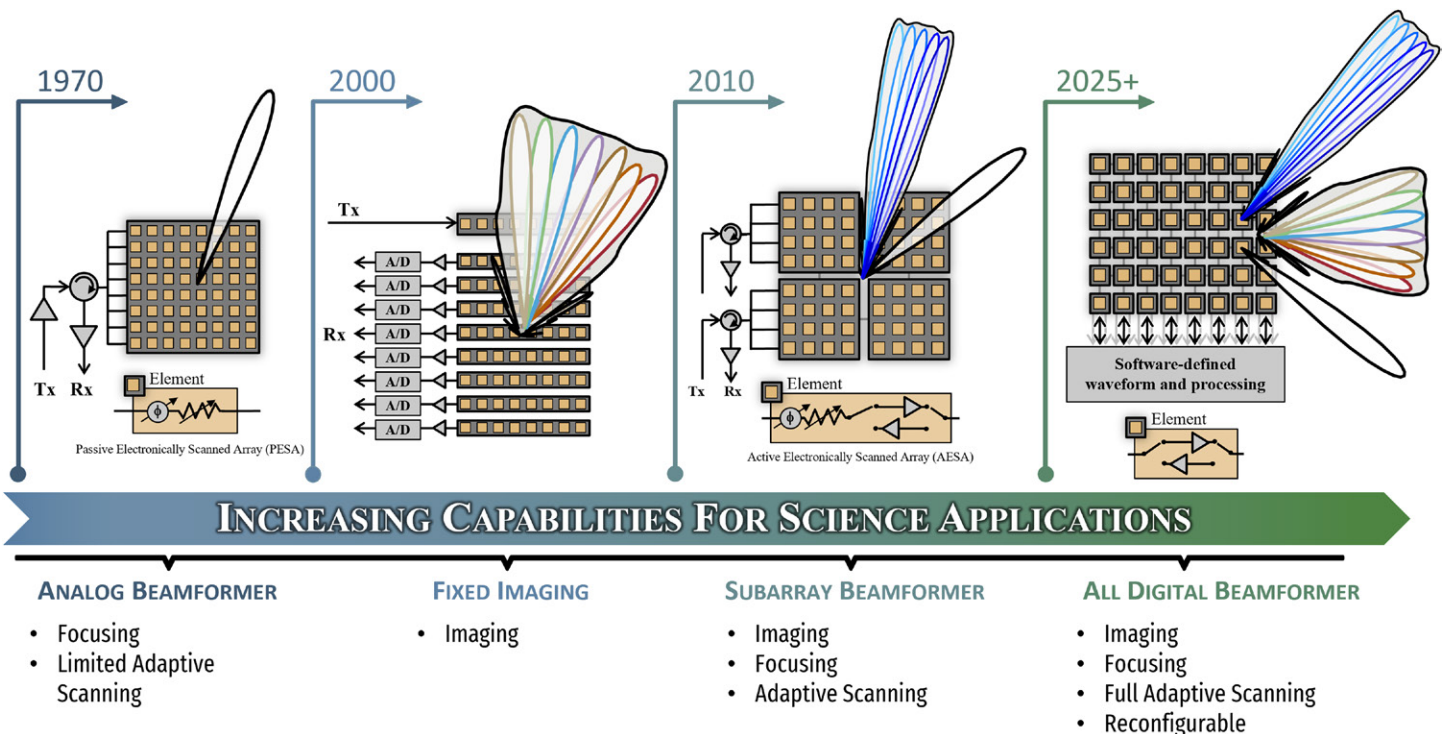 1970
2000
2010
2025+
Tx
Rx
Element
ϕ
Passive Electronically Scanned Array (PESA)
Tx
A/D
A/D
A/D
Rx
A/D
A/D
A/D
A/D
A/D
Tx
Rx
Element
ϕ
Active Electronically Scanned Array (AESA)
Software-defined
waveform and processing
Element
INCREASING CAPABILITIES FOR SCIENCE APPLICATIONS
ANALOG BEAMFORMER
• Focusing
• Limited Adaptive
Scanning
FIXED IMAGING
• Imaging
SUBARRAY BEAMFORMER
• Imaging
• Focusing
• Adaptive Scanning
ALL DIGITAL BEAMFORMER
• Imaging
• Focusing
• Full Adaptive Scanning
• Reconfigurable